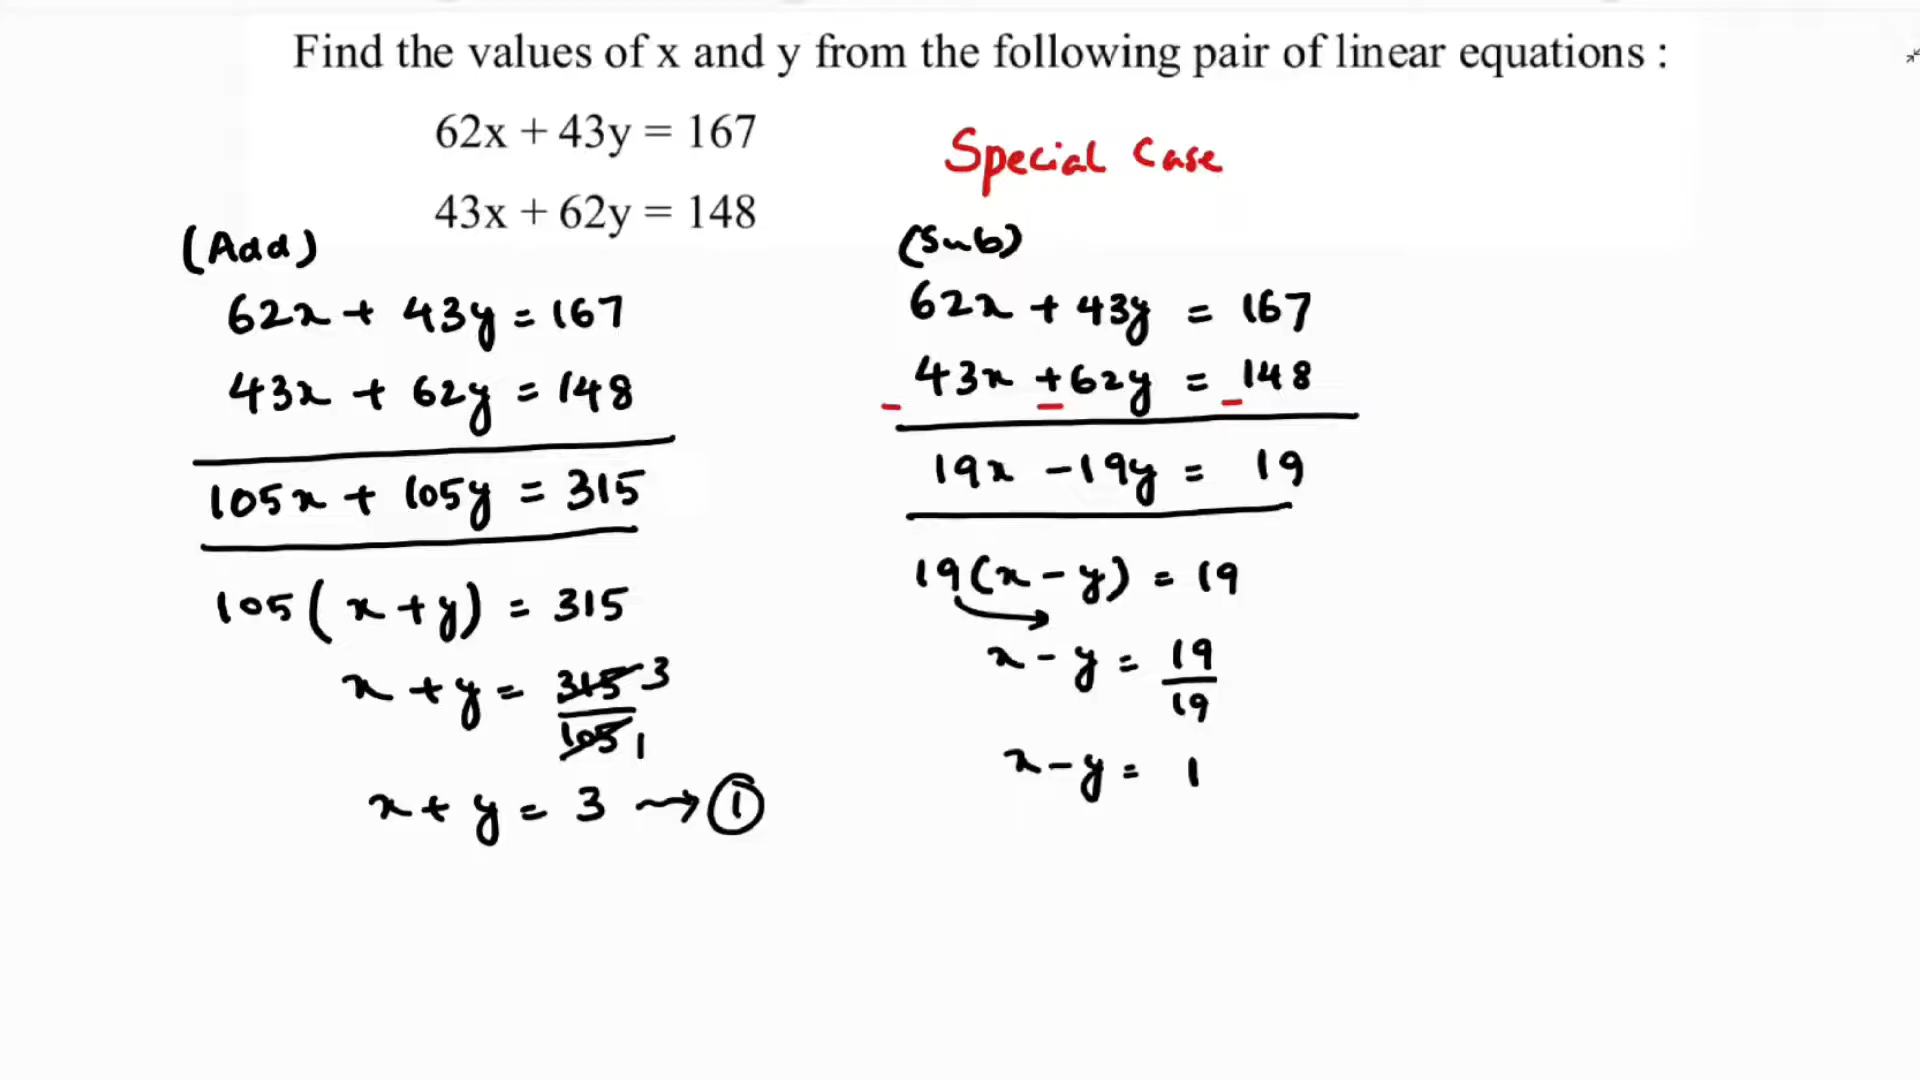 Find the values of x and y from the following pair of linear equations :
62x + 43y = 167
43x + 62y = 148
Special Case
(Add)
62x + 43y = 167
43x + 62y = 148
105x + 105y = 315
105(x+y) = 315
x + y = 315 3
105 1
x + y = 3 → ①
(Sub)
62x + 43y = 167
43x + 62y = 148
- - -
19x - 19y = 19
19(x - y) = 19
x - y = 19
19
x - y = 1